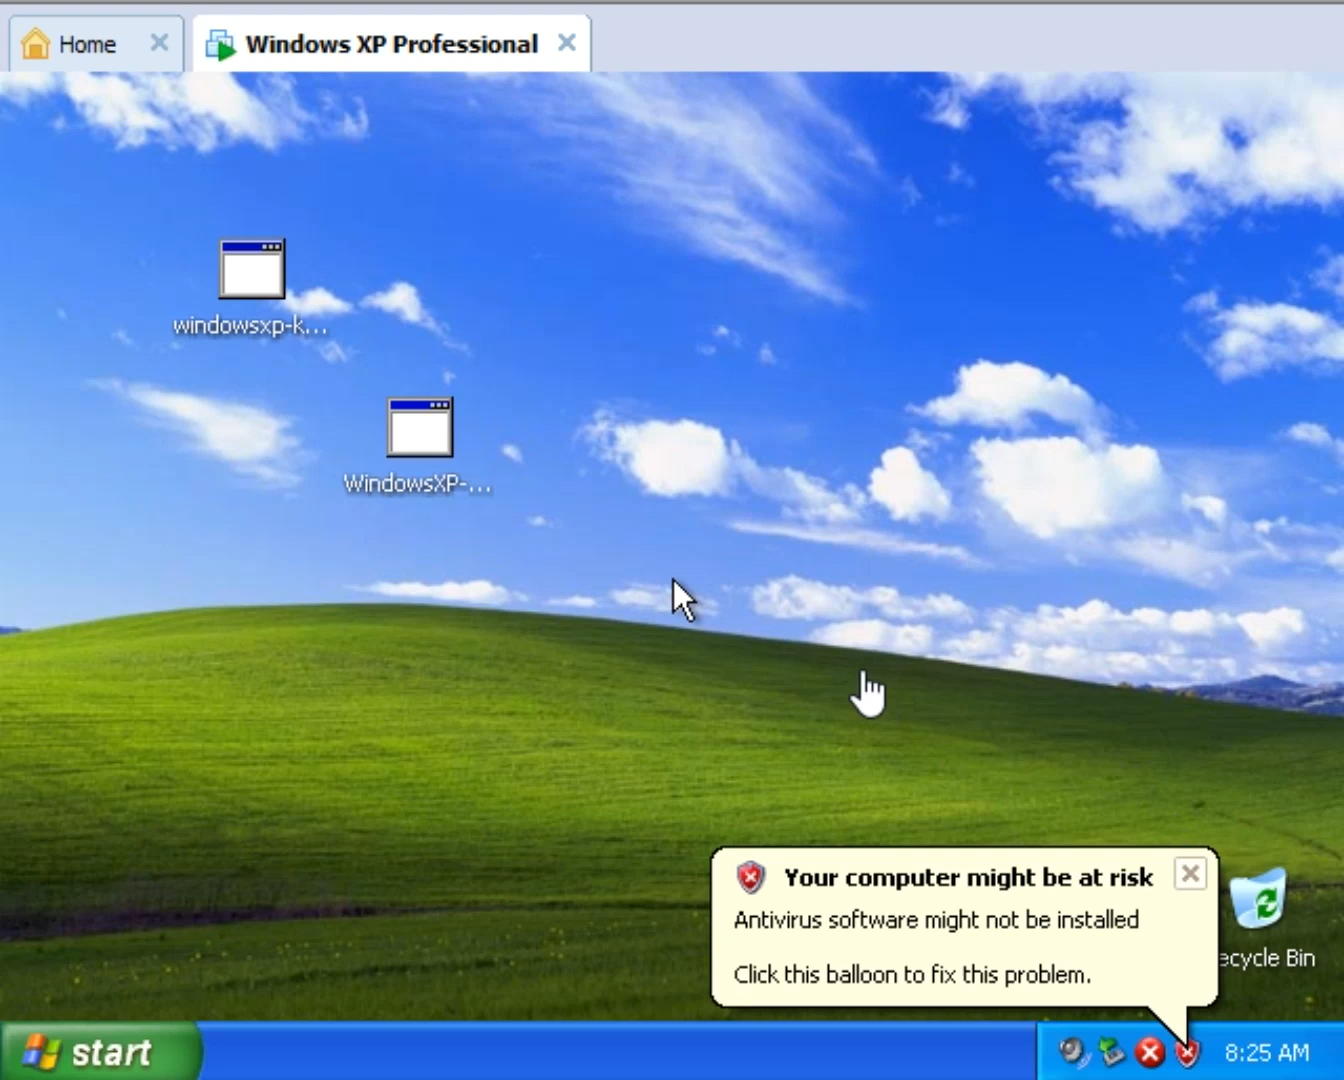 Home
Windows XP Professional
windowsxp-k...
WindowsXP-...
Your computer might be at risk
Antivirus software might not be installed
Click this balloon to fix this problem.
ecycle Bin
start
8:25 AM